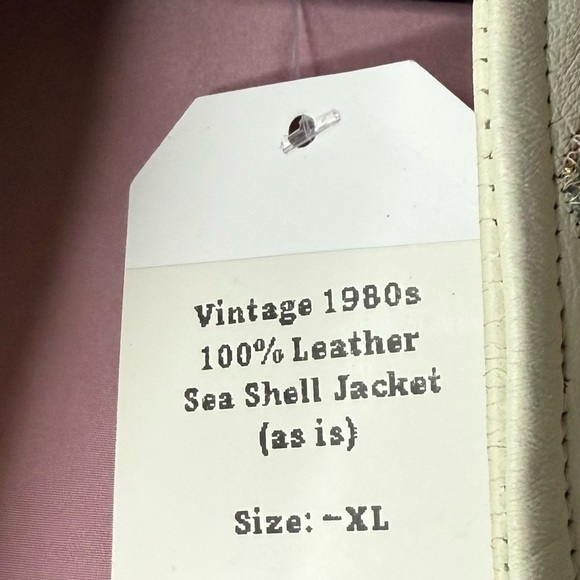 Vintage 1980s
100% Leather
Sea Shell Jacket
(as is)
Size: ~XL